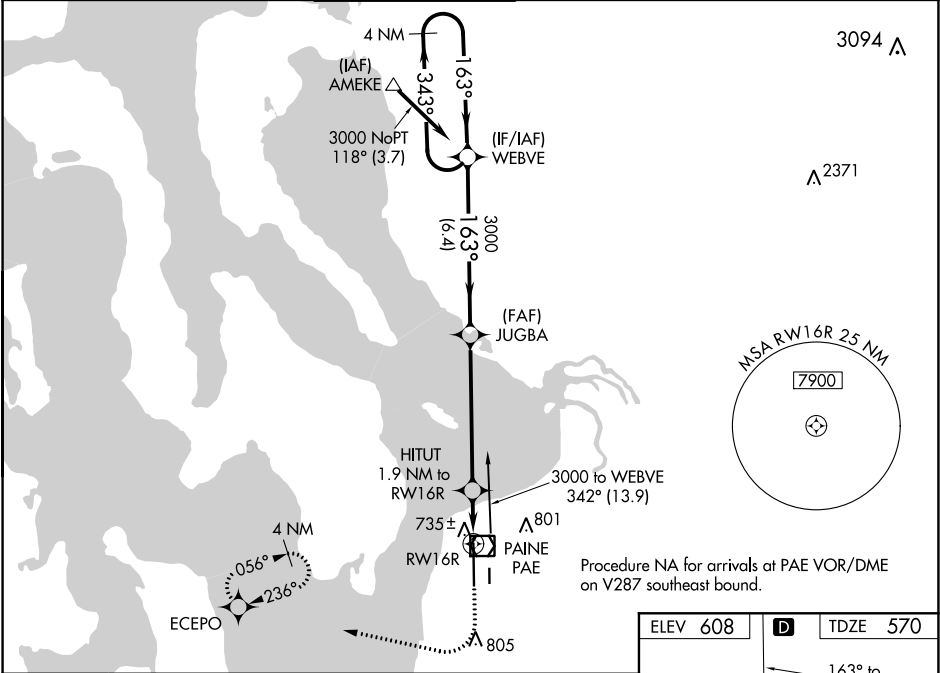 4 NM
3094
(IAF)
AMEKE
343°
163°
3000 NoPT
118° (3.7)
(IF/IAF)
WEBVE
2371
3000
163°
(6.4)
(FAF)
JUGBA
MSA RW16R 25 NM
7900
HITUT
1.9 NM to
RW16R
3000 to WEBVE
342° (13.9)
735±
801
RW16R
PAINE
PAE
4 NM
056°
236°
ECEPO
Procedure NA for arrivals at PAE VOR/DME
on V287 southeast bound.
805
ELEV 608
D
TDZE 570
163° to